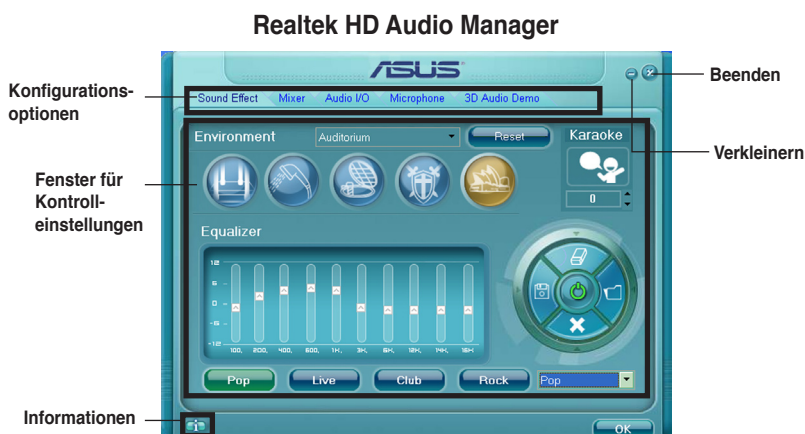 Realtek HD Audio Manager
ASUS
Konfigurations-
optionen
Sound Effect Mixer Audio I/O Microphone 3D Audio Demo
Beenden
Verkleinern
Environment Auditorium Reset Karaoke
0
Fenster für
Kontroll-
einstellungen
Equalizer
12
6
0
-6
-12
100, 200, 400, 600, 1K, 3K, 6K, 12K, 14K, 16K
Pop Live Club Rock Pop
Informationen
i
OK